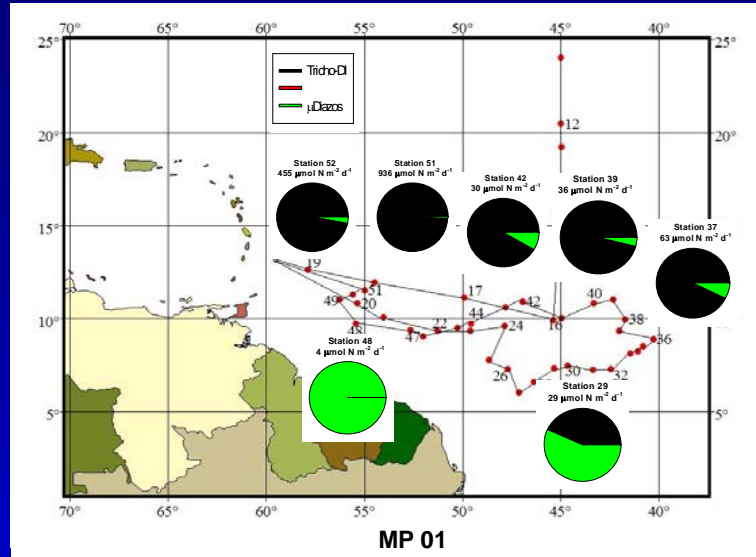 70° 65° 60° 55° 50° 45° 40°
25° 25°
Tricho-DI
μDiazos
20° 12 20°
Station 52
455 μmol N m⁻² d⁻¹
Station 51
936 μmol N m⁻² d⁻¹
Station 42
30 μmol N m⁻² d⁻¹
Station 39
36 μmol N m⁻² d⁻¹
Station 37
63 μmol N m⁻² d⁻¹
15°
19
51
17
42
40
49
20
44
16
38
10°
48
47
22
24
36
Station 48
4 μmol N m⁻² d⁻¹
26
30
32
Station 29
29 μmol N m⁻² d⁻¹
5° 5°
70° 65° 60° 55° 50° 45° 40°
MP 01